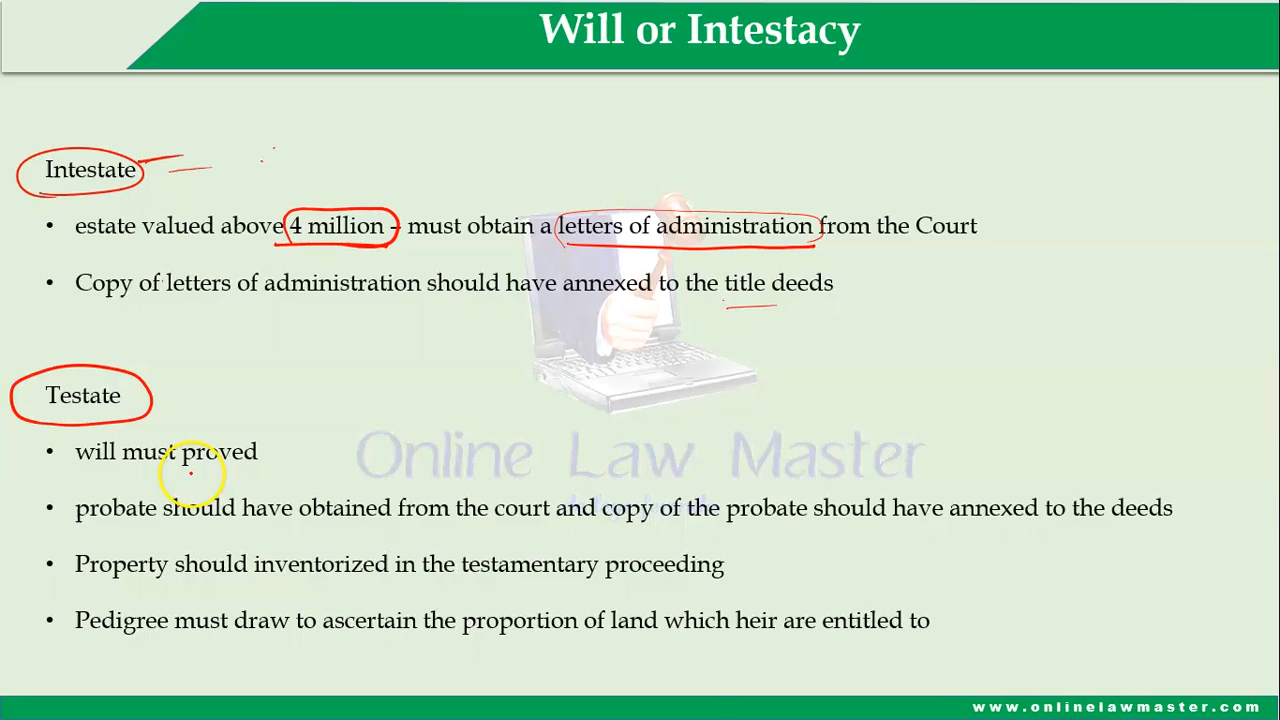 Will or Intestacy
Intestate
• estate valued above 4 million – must obtain a letters of administration from the Court
• Copy of letters of administration should have annexed to the title deeds
Testate
• will must proved
Online Law Master
• probate should have obtained from the court and copy of the probate should have annexed to the deeds
• Property should inventorized in the testamentary proceeding
• Pedigree must draw to ascertain the proportion of land which heir are entitled to
www.onlinelawmaster.com